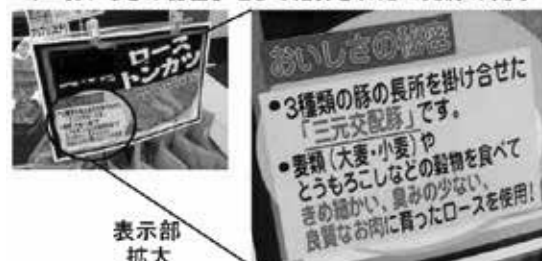 ロース
トンカツ
おいしさの秘密
●3種類の豚の長所を掛け合せた
「三元交配豚」です。
●麦類(大麦・小麦)や
とうもろこしなどの穀物を食べて
きめ細かい、臭みの少ない、
良質なお肉に育ったロースを使用!
表示部
拡大